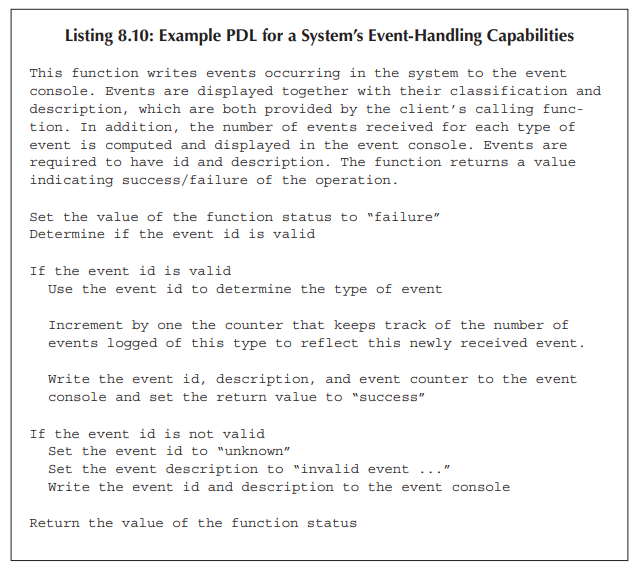 Listing 8.10: Example PDL for a System’s Event-Handling Capabilities
This function writes events occurring in the system to the event
console. Events are displayed together with their classification and
description, which are both provided by the client’s calling func-
tion. In addition, the number of events received for each type of
event is computed and displayed in the event console. Events are
required to have id and description. The function returns a value
indicating success/failure of the operation.
Set the value of the function status to “failure”
Determine if the event id is valid
If the event id is valid
Use the event id to determine the type of event
Increment by one the counter that keeps track of the number of
events logged of this type to reflect this newly received event.
Write the event id, description, and event counter to the event
console and set the return value to “success”
If the event id is not valid
Set the event id to “unknown”
Set the event description to “invalid event ...”
Write the event id and description to the event console
Return the value of the function status